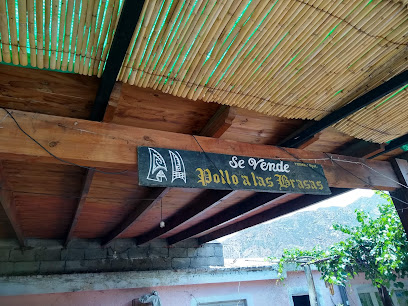 Se Vende
Pollo a las Brasas